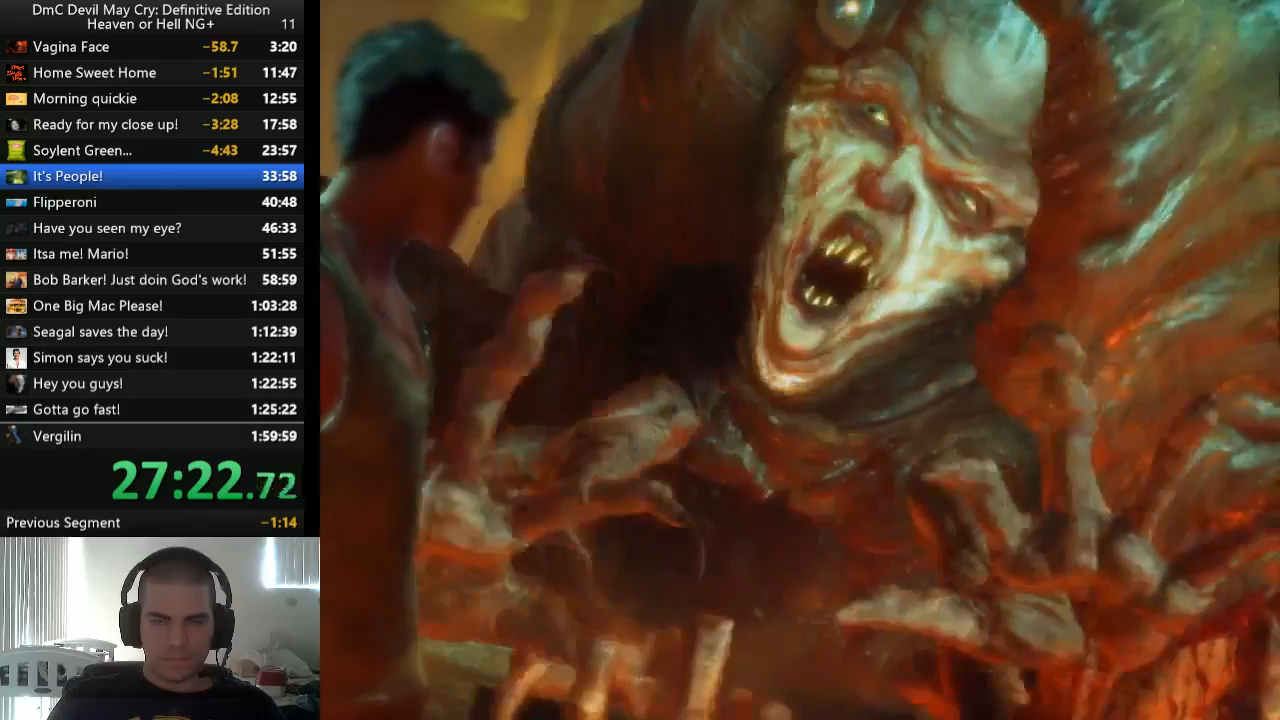 DmC Devil May Cry: Definitive Edition
Heaven or Hell NG+ 11
Vagina Face −58.7 3:20
Home Sweet Home −1:51 11:47
Morning quickie −2:08 12:55
Ready for my close up! −3:28 17:58
Soylent Green... −4:43 23:57
It's People! 33:58
Flipperoni 40:48
Have you seen my eye? 46:33
Itsa me! Mario! 51:55
Bob Barker! Just doin God's work! 58:59
One Big Mac Please! 1:03:28
Seagal saves the day! 1:12:39
Simon says you suck! 1:22:11
Hey you guys! 1:22:55
Gotta go fast! 1:25:22
Vergilin 1:59:59
27:22.72
Previous Segment −1:14